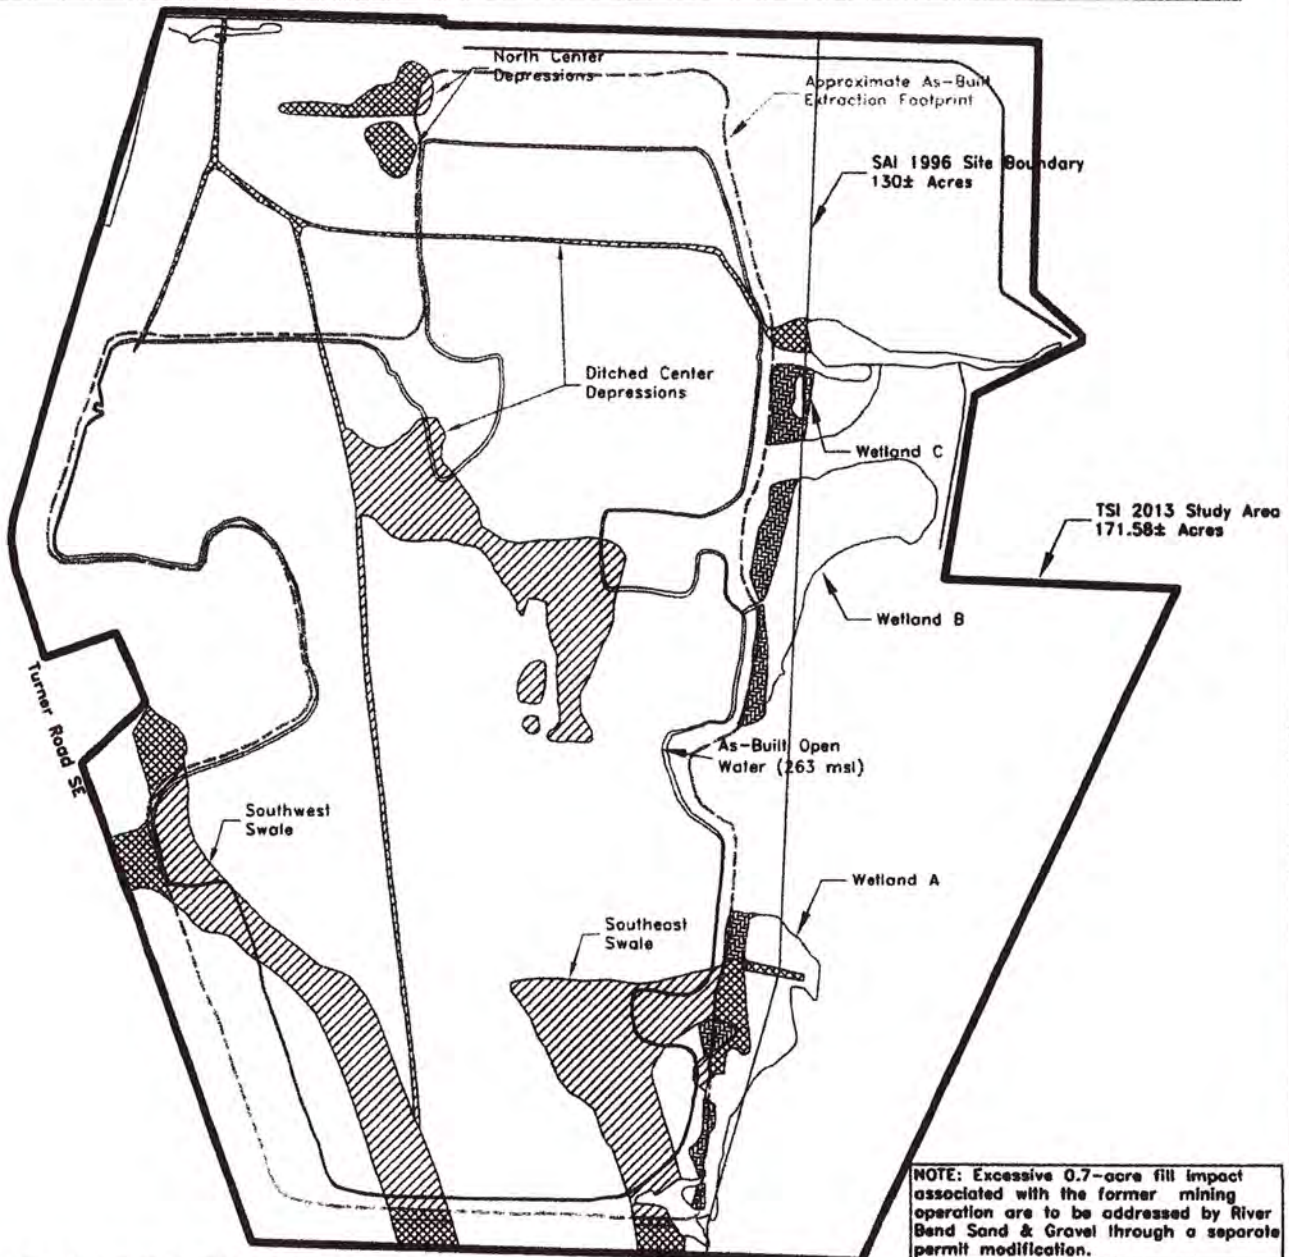 North Center
Depressions
Approximate As-Built
Extraction Footprint
SAI 1996 Site Boundary
130± Acres
Ditched Center
Depressions
Wetland C
TSI 2013 Study Area
171.58± Acres
Wetland B
Turner Road SE
As-Built Open
Water (263 msl)
Southwest
Swale
Wetland A
Southeast
Swale
NOTE: Excessive 0.7-acre fill impact
associated with the former mining
operation are to be addressed by River
Bend Sand & Gravel through a separate
permit modification.